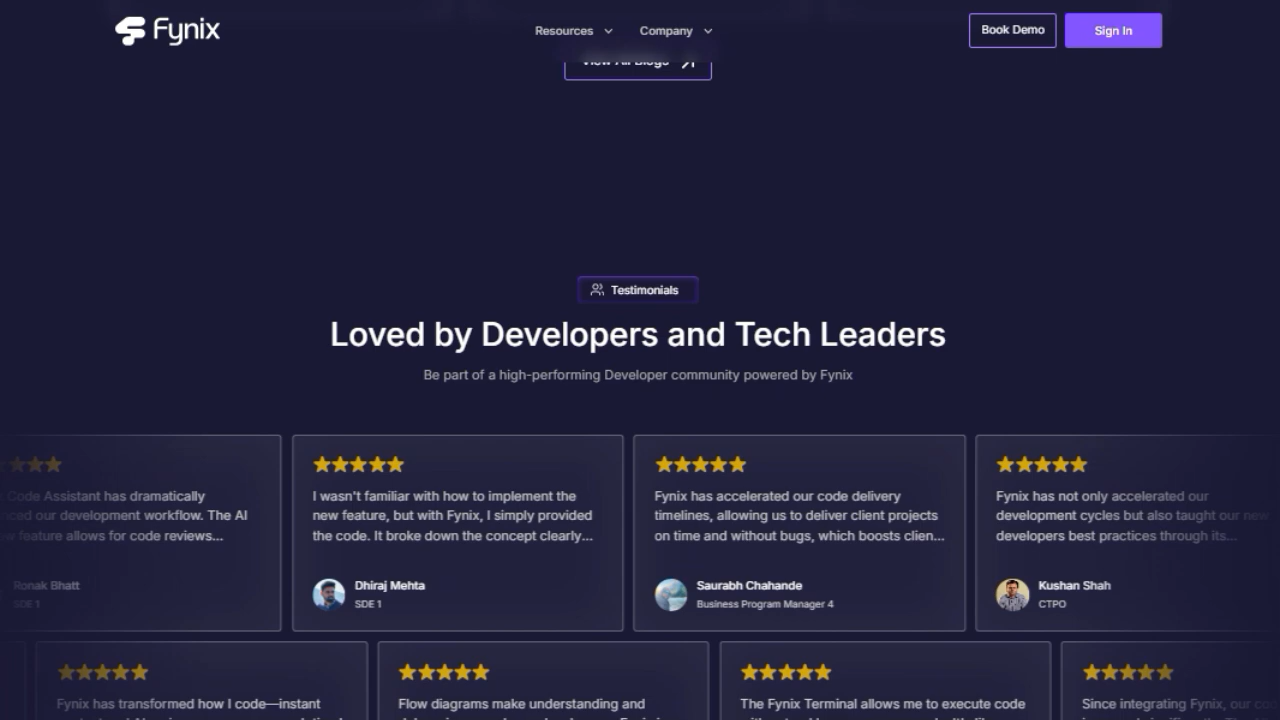 Fynix
Resources
Company
Book Demo
Sign In
View All Blogs
Testimonials
Loved by Developers and Tech Leaders
Be part of a high-performing Developer community powered by Fynix
Code Assistant has dramatically
our development workflow. The AI
feature allows for code reviews...
Ronak Bhatt
SDE 1
I wasn't familiar with how to implement the
new feature, but with Fynix, I simply provided
the code. It broke down the concept clearly...
Dhiraj Mehta
SDE 1
Fynix has accelerated our code delivery
timelines, allowing us to deliver client projects
on time and without bugs, which boosts clien...
Saurabh Chahande
Business Program Manager 4
Fynix has not only accelerated our
development cycles but also taught our new
developers best practices through its...
Kushan Shah
CTPO
Fynix has transformed how I code—instant
Flow diagrams make understanding and
The Fynix Terminal allows me to execute code
Since integrating Fynix, our